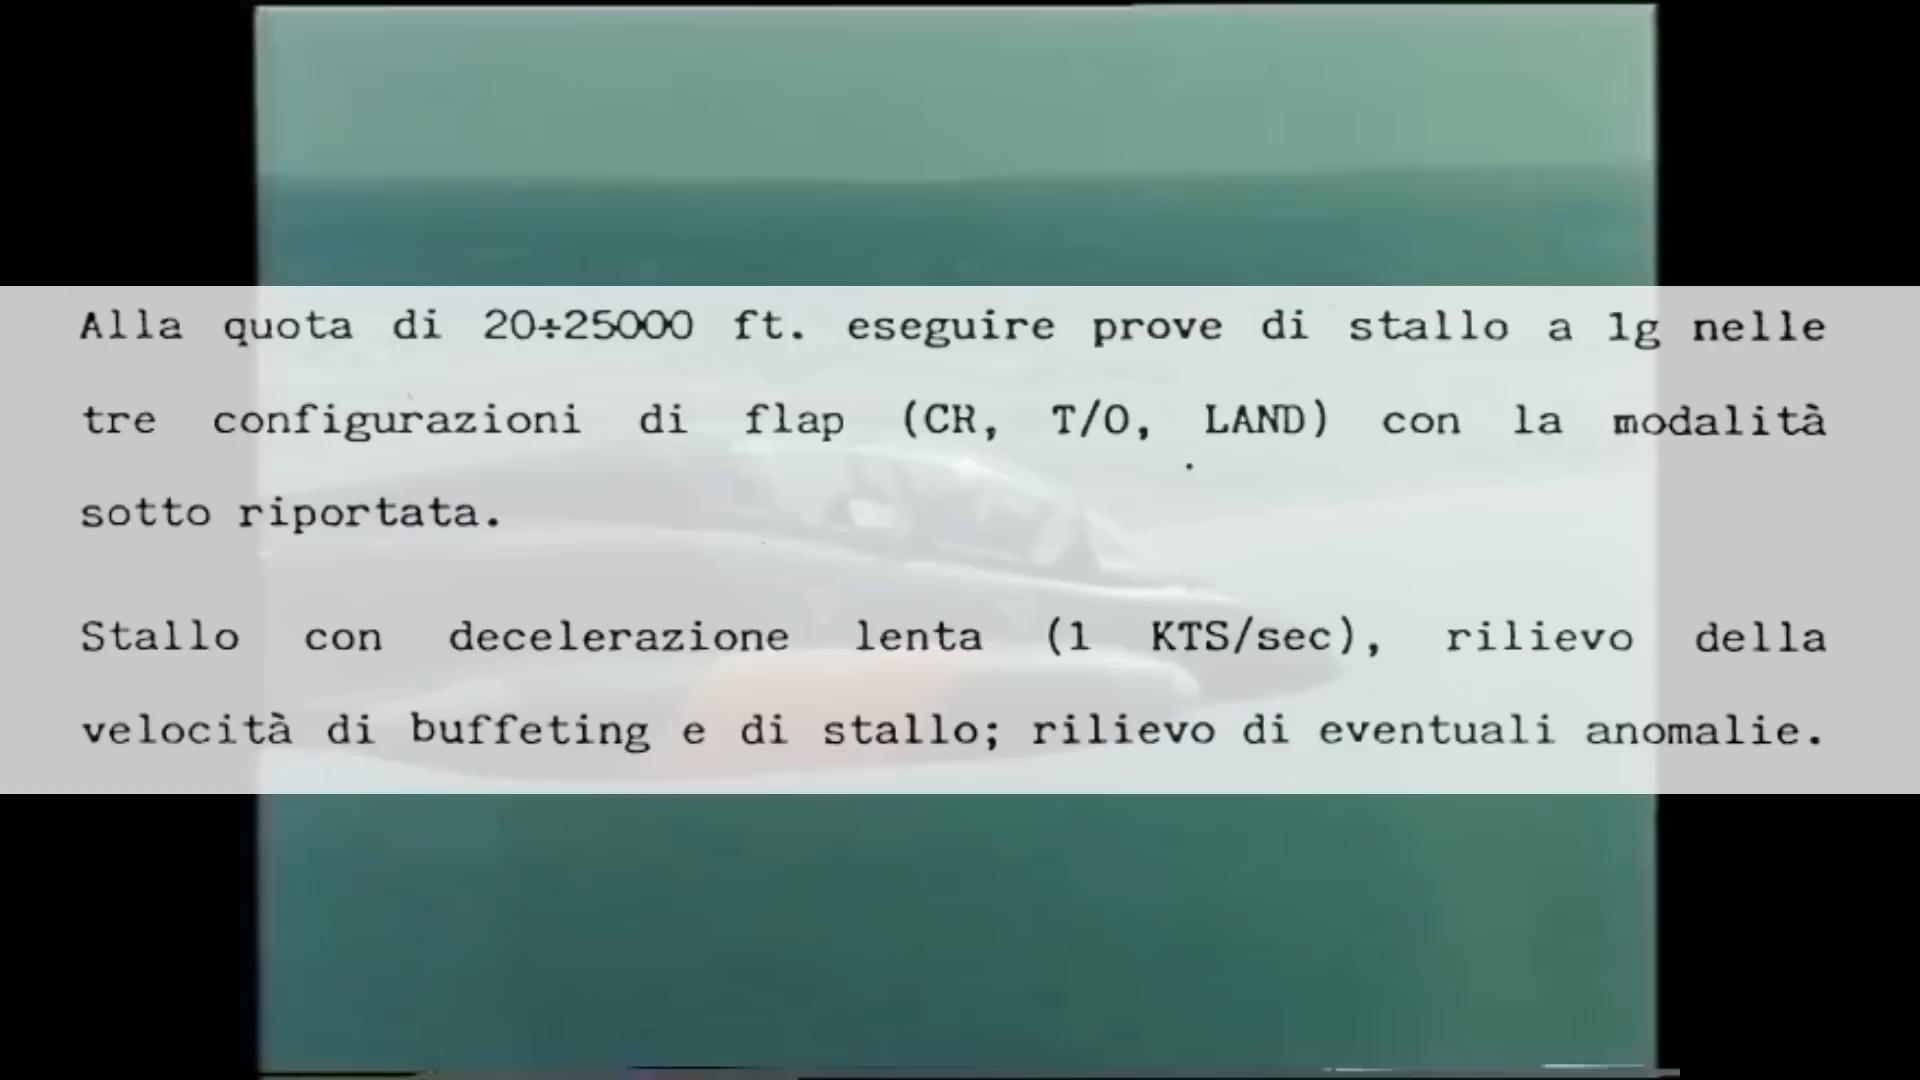 Alla quota di 20÷25000 ft. eseguire prove di stallo a 1g nelle
tre configurazioni di flap (CR, T/O, LAND) con la modalità
sotto riportata.
Stallo con decelerazione lenta (1 KTS/sec), rilievo della
velocità di buffeting e di stallo; rilievo di eventuali anomalie.